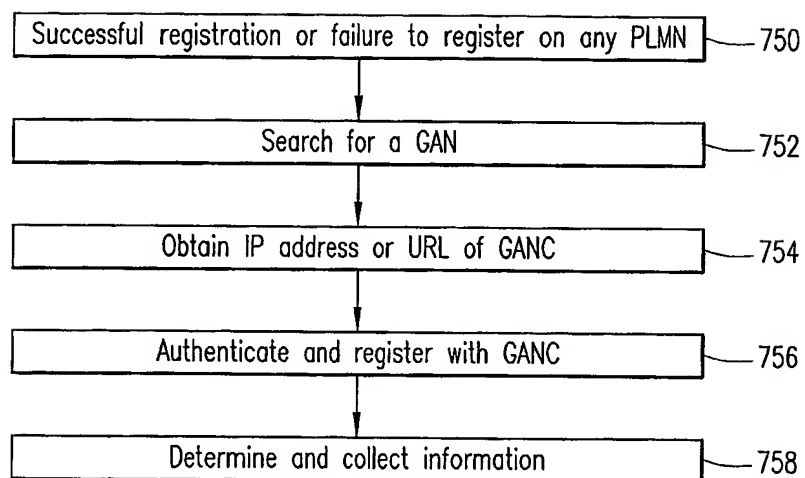 Successful registration or failure to register on any PLMN 750
Search for a GAN 752
Obtain IP address or URL of GANC 754
Authenticate and register with GANC 756
Determine and collect information 758